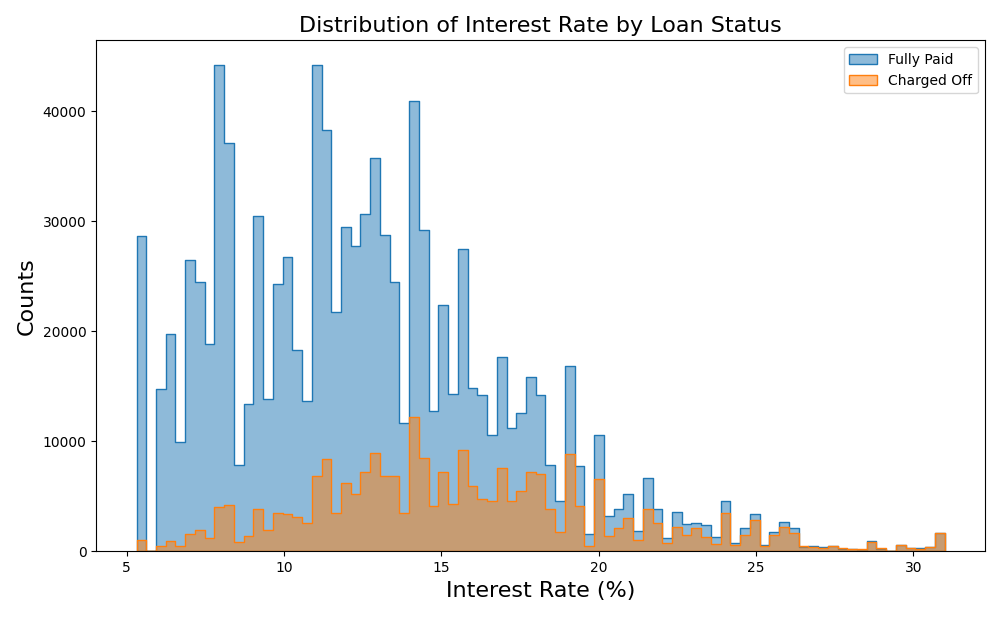 Distribution of Interest Rate by Loan Status
Fully Paid
Charged Off
Counts
40000
30000
20000
10000
0
5 10 15 20 25 30
Interest Rate (%)